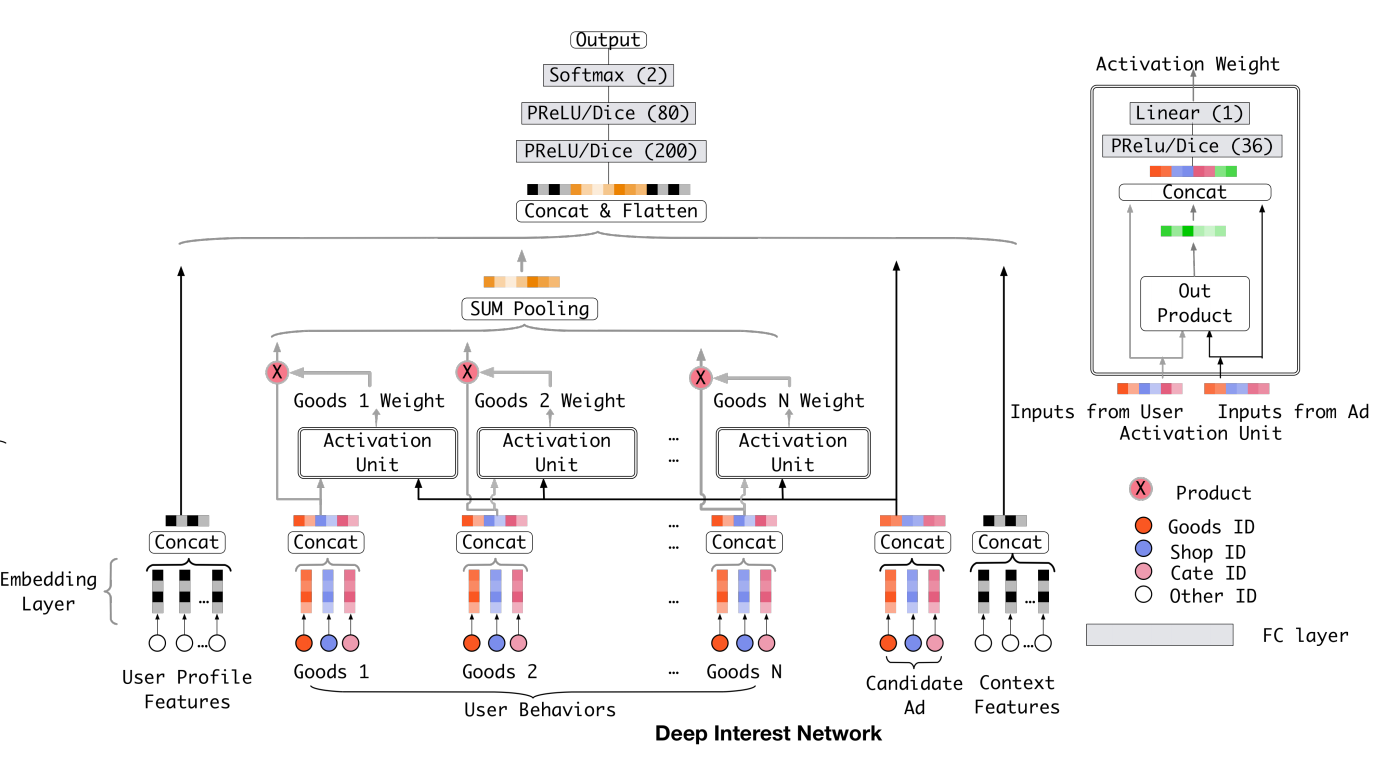 Output
Softmax (2)
PReLU/Dice (80)
PReLU/Dice (200)
Concat & Flatten
SUM Pooling
X
X
X
Goods 1 Weight
Goods 2 Weight
Goods N Weight
Activation
Unit
Activation
Unit
...
...
Activation
Unit
Concat
Concat
Concat
...
...
Concat
Concat
Concat
Embedding
Layer
...
...
...
...
...
User Profile
Features
Goods 1
Goods 2
...
Goods N
User Behaviors
Candidate
Ad
Context
Features
Deep Interest Network
Activation Weight
Linear (1)
PRelu/Dice (36)
Concat
Out
Product
Inputs from User
Inputs from Ad
Activation Unit
X
Product
Goods ID
Shop ID
Cate ID
Other ID
FC layer